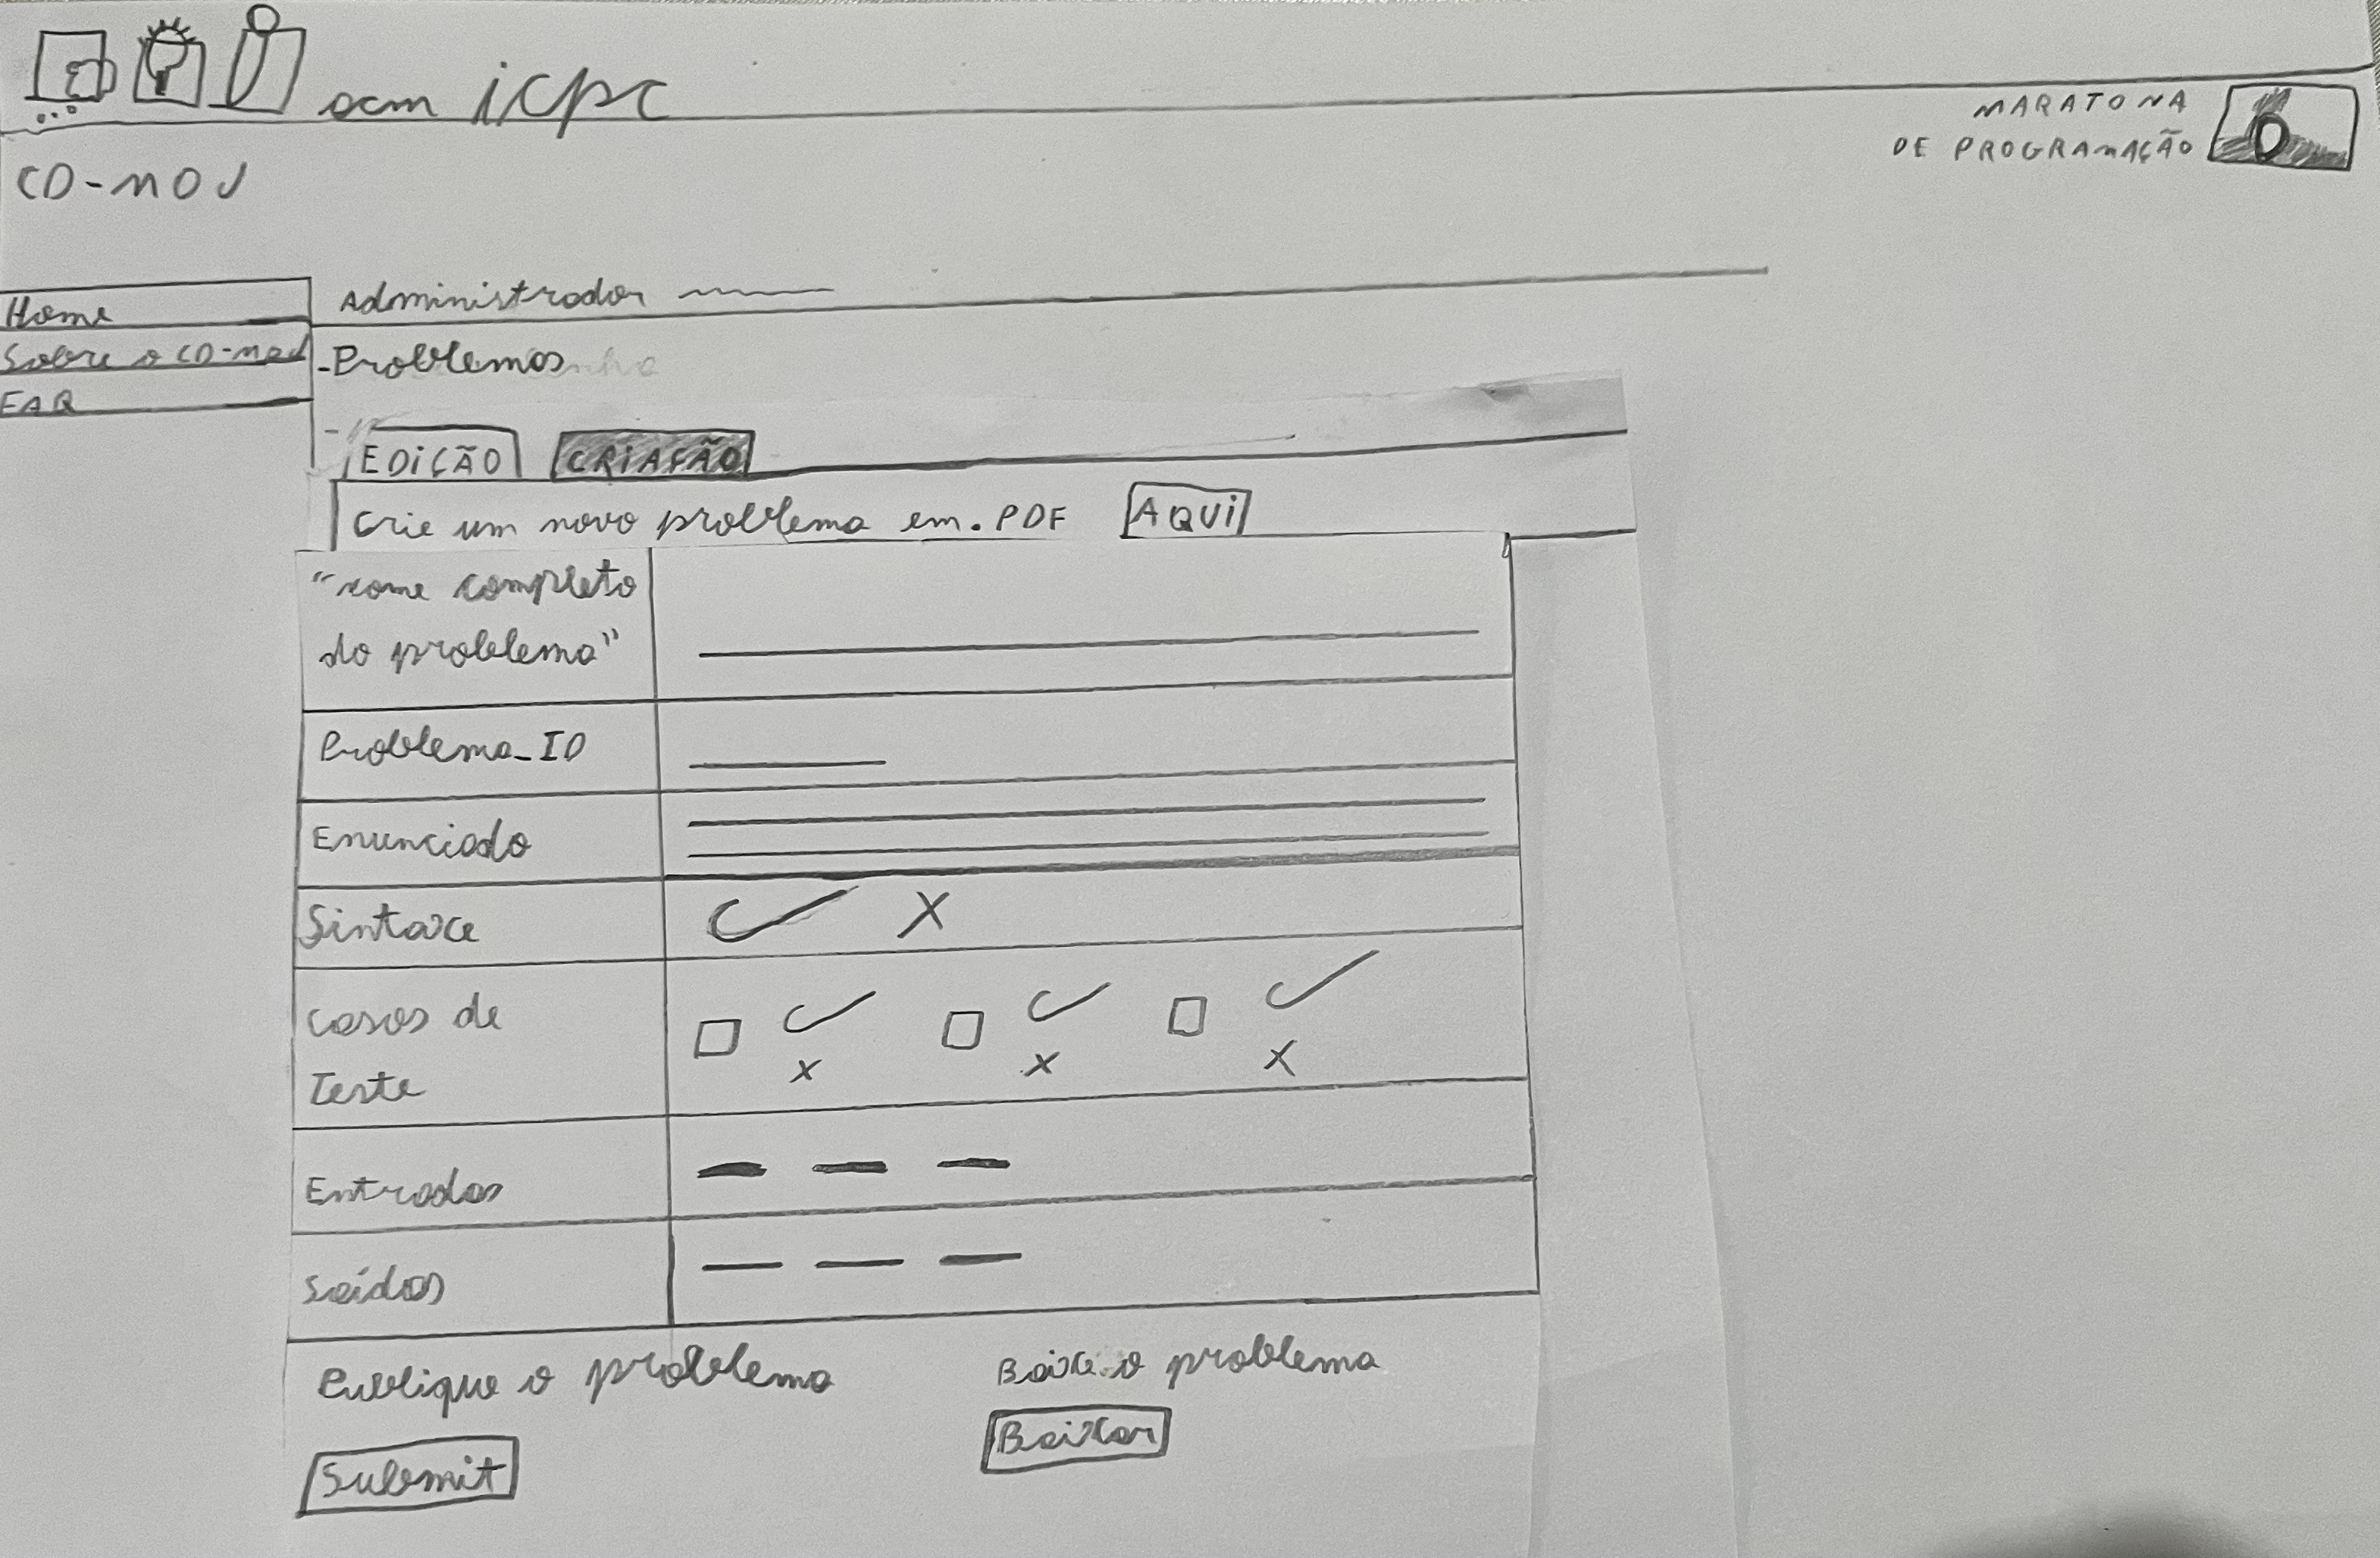 acm icpc
MARATONA
DE PROGRAMAÇÃO
CD-MOJ
Home
Sobre o CD-MOJ
FAQ
Administrador
- Problemas
EDIÇÃO
CRIAÇÃO
Crie um novo problema em .PDF
AQUI
"nome completo
do problema"
Problema_ID
Enunciado
Sintaxe
Casos de
Teste
Entradas
Saídas
Publique o problema
Baixe o problema
Submit
Baixar